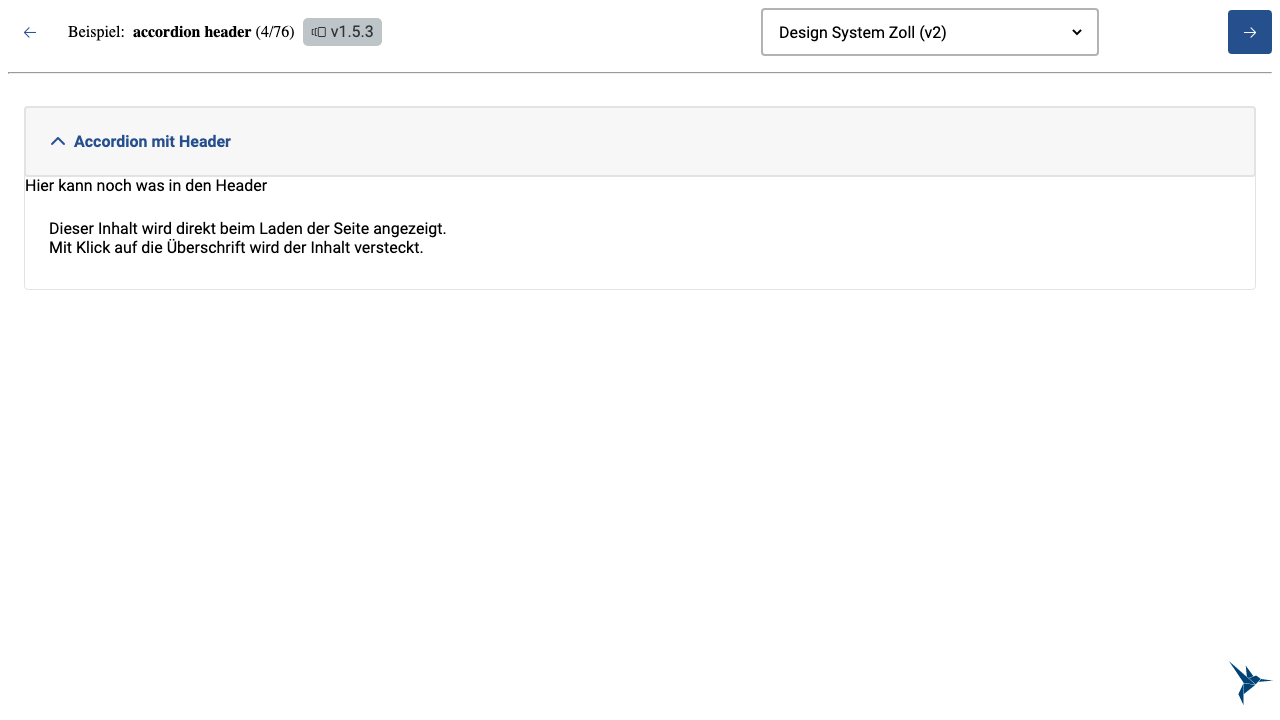 Beispiel: accordion header (4/76) v1.5.3 Design System Zoll (v2)
Accordion mit Header
Hier kann noch was in den Header
Dieser Inhalt wird direkt beim Laden der Seite angezeigt.
Mit Klick auf die Überschrift wird der Inhalt versteckt.